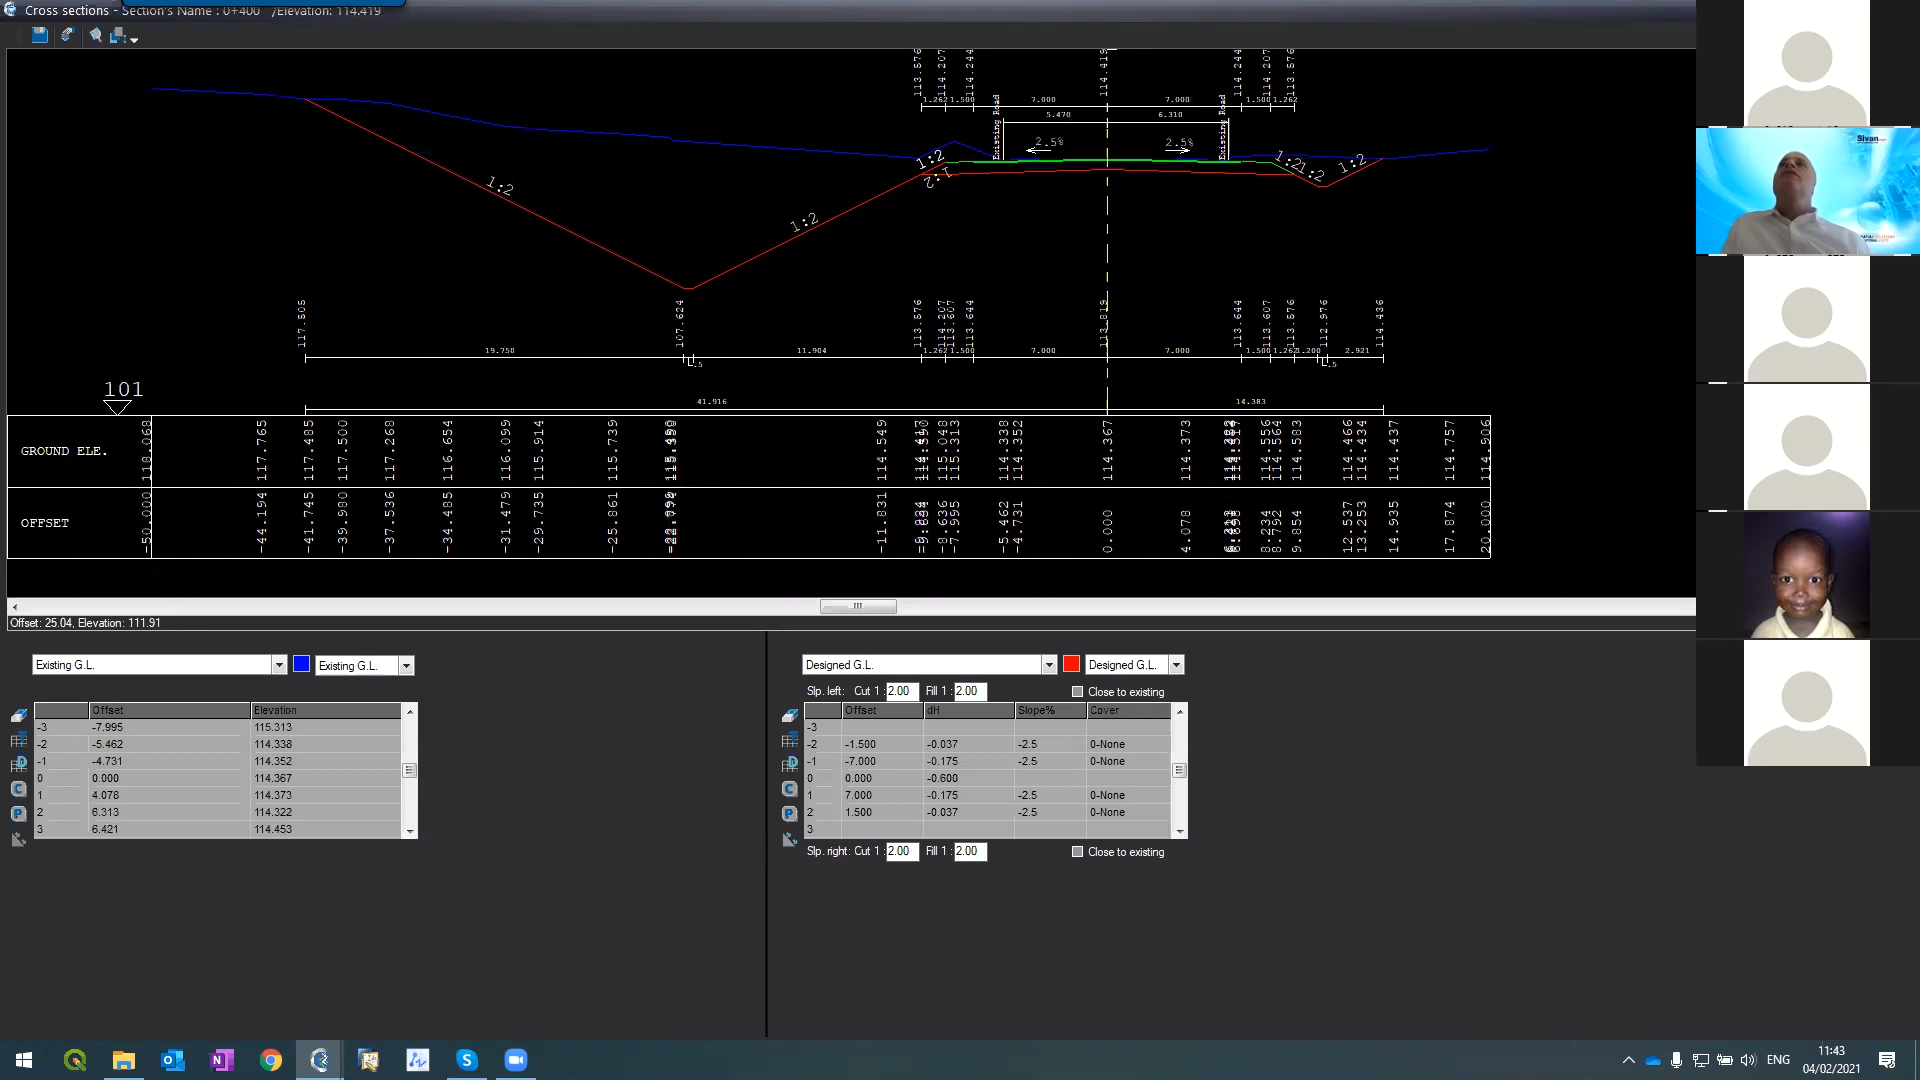 Cross sections - Section's Name : 0+400 /Elevation: 114.419
113.576 114.207 114.244 114.419 114.244 114.207 113.576
1.262 1.500 7.000 7.000 1.500 1.262
5.470 6.310
Existing Road Existing Road
2.5% 2.5%
1:2 1:2 1:2 1:2 1:2 1:2 1:2
117.505 107.624 113.576 114.207 113.607 113.644 113.819 113.644 113.607 113.576 112.976 114.436
19.750 .5 11.904 1.262 1.500 7.000 7.000 1.500 1.262 1.200 .5 2.921
101
41.916 14.383
GROUND ELE. 118.068 117.765 117.485 117.500 117.268 116.654 116.099 115.914 115.739 114.549 115.048 115.313 114.338 114.352 114.367 114.373 114.556 114.564 114.583 114.466 114.434 114.437 114.757 114.906
OFFSET -50.000 -44.194 -41.745 -39.980 -37.536 -34.485 -31.479 -29.735 -25.861 -11.831 -8.636 -7.995 -5.462 -4.731 0.000 4.078 8.234 8.792 9.854 12.537 13.253 14.935 17.874 20.000
Offset: 25.04, Elevation: 111.91
Existing G.L. Existing G.L.
Offset Elevation
-3 -7.995 115.313
-2 -5.462 114.338
-1 -4.731 114.352
0 0.000 114.367
1 4.078 114.373
2 6.313 114.322
3 6.421 114.453
Designed G.L. Designed G.L.
Slp. left: Cut 1 : 2.00 Fill 1 : 2.00 Close to existing
Offset dH Slope% Cover
-3
-2 -1.500 -0.037 -2.5 0-None
-1 -7.000 -0.175 -2.5 0-None
0 0.000 -0.600
1 7.000 -0.175 -2.5 0-None
2 1.500 -0.037 -2.5 0-None
3
Slp. right: Cut 1 : 2.00 Fill 1 : 2.00 Close to existing
Sivan
ENG
11:43
04/02/2021